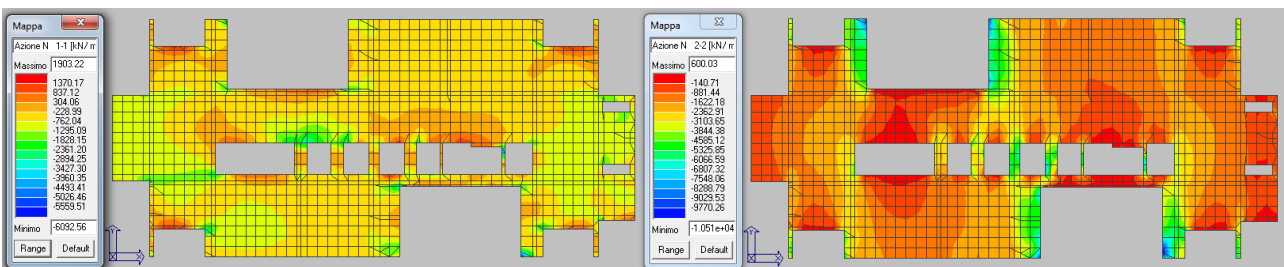 Mappa
Azione N 1-1 [kN/ m
Massimo 1903.22
1370.17
837.12
304.06
-228.99
-762.04
-1295.09
-1828.15
-2361.20
-2894.25
-3427.30
-3960.35
-4493.41
-5026.46
-5559.51
Minimo -6092.56
Range Default
Y
X
Mappa
Azione N 2-2 [kN/ m
Massimo 600.03
-140.71
-881.44
-1622.18
-2362.91
-3103.65
-3844.38
-4585.12
-5325.85
-6066.59
-6807.32
-7548.06
-8288.79
-9029.53
-9770.26
Minimo -1.051e+04
Range Default
Y
X